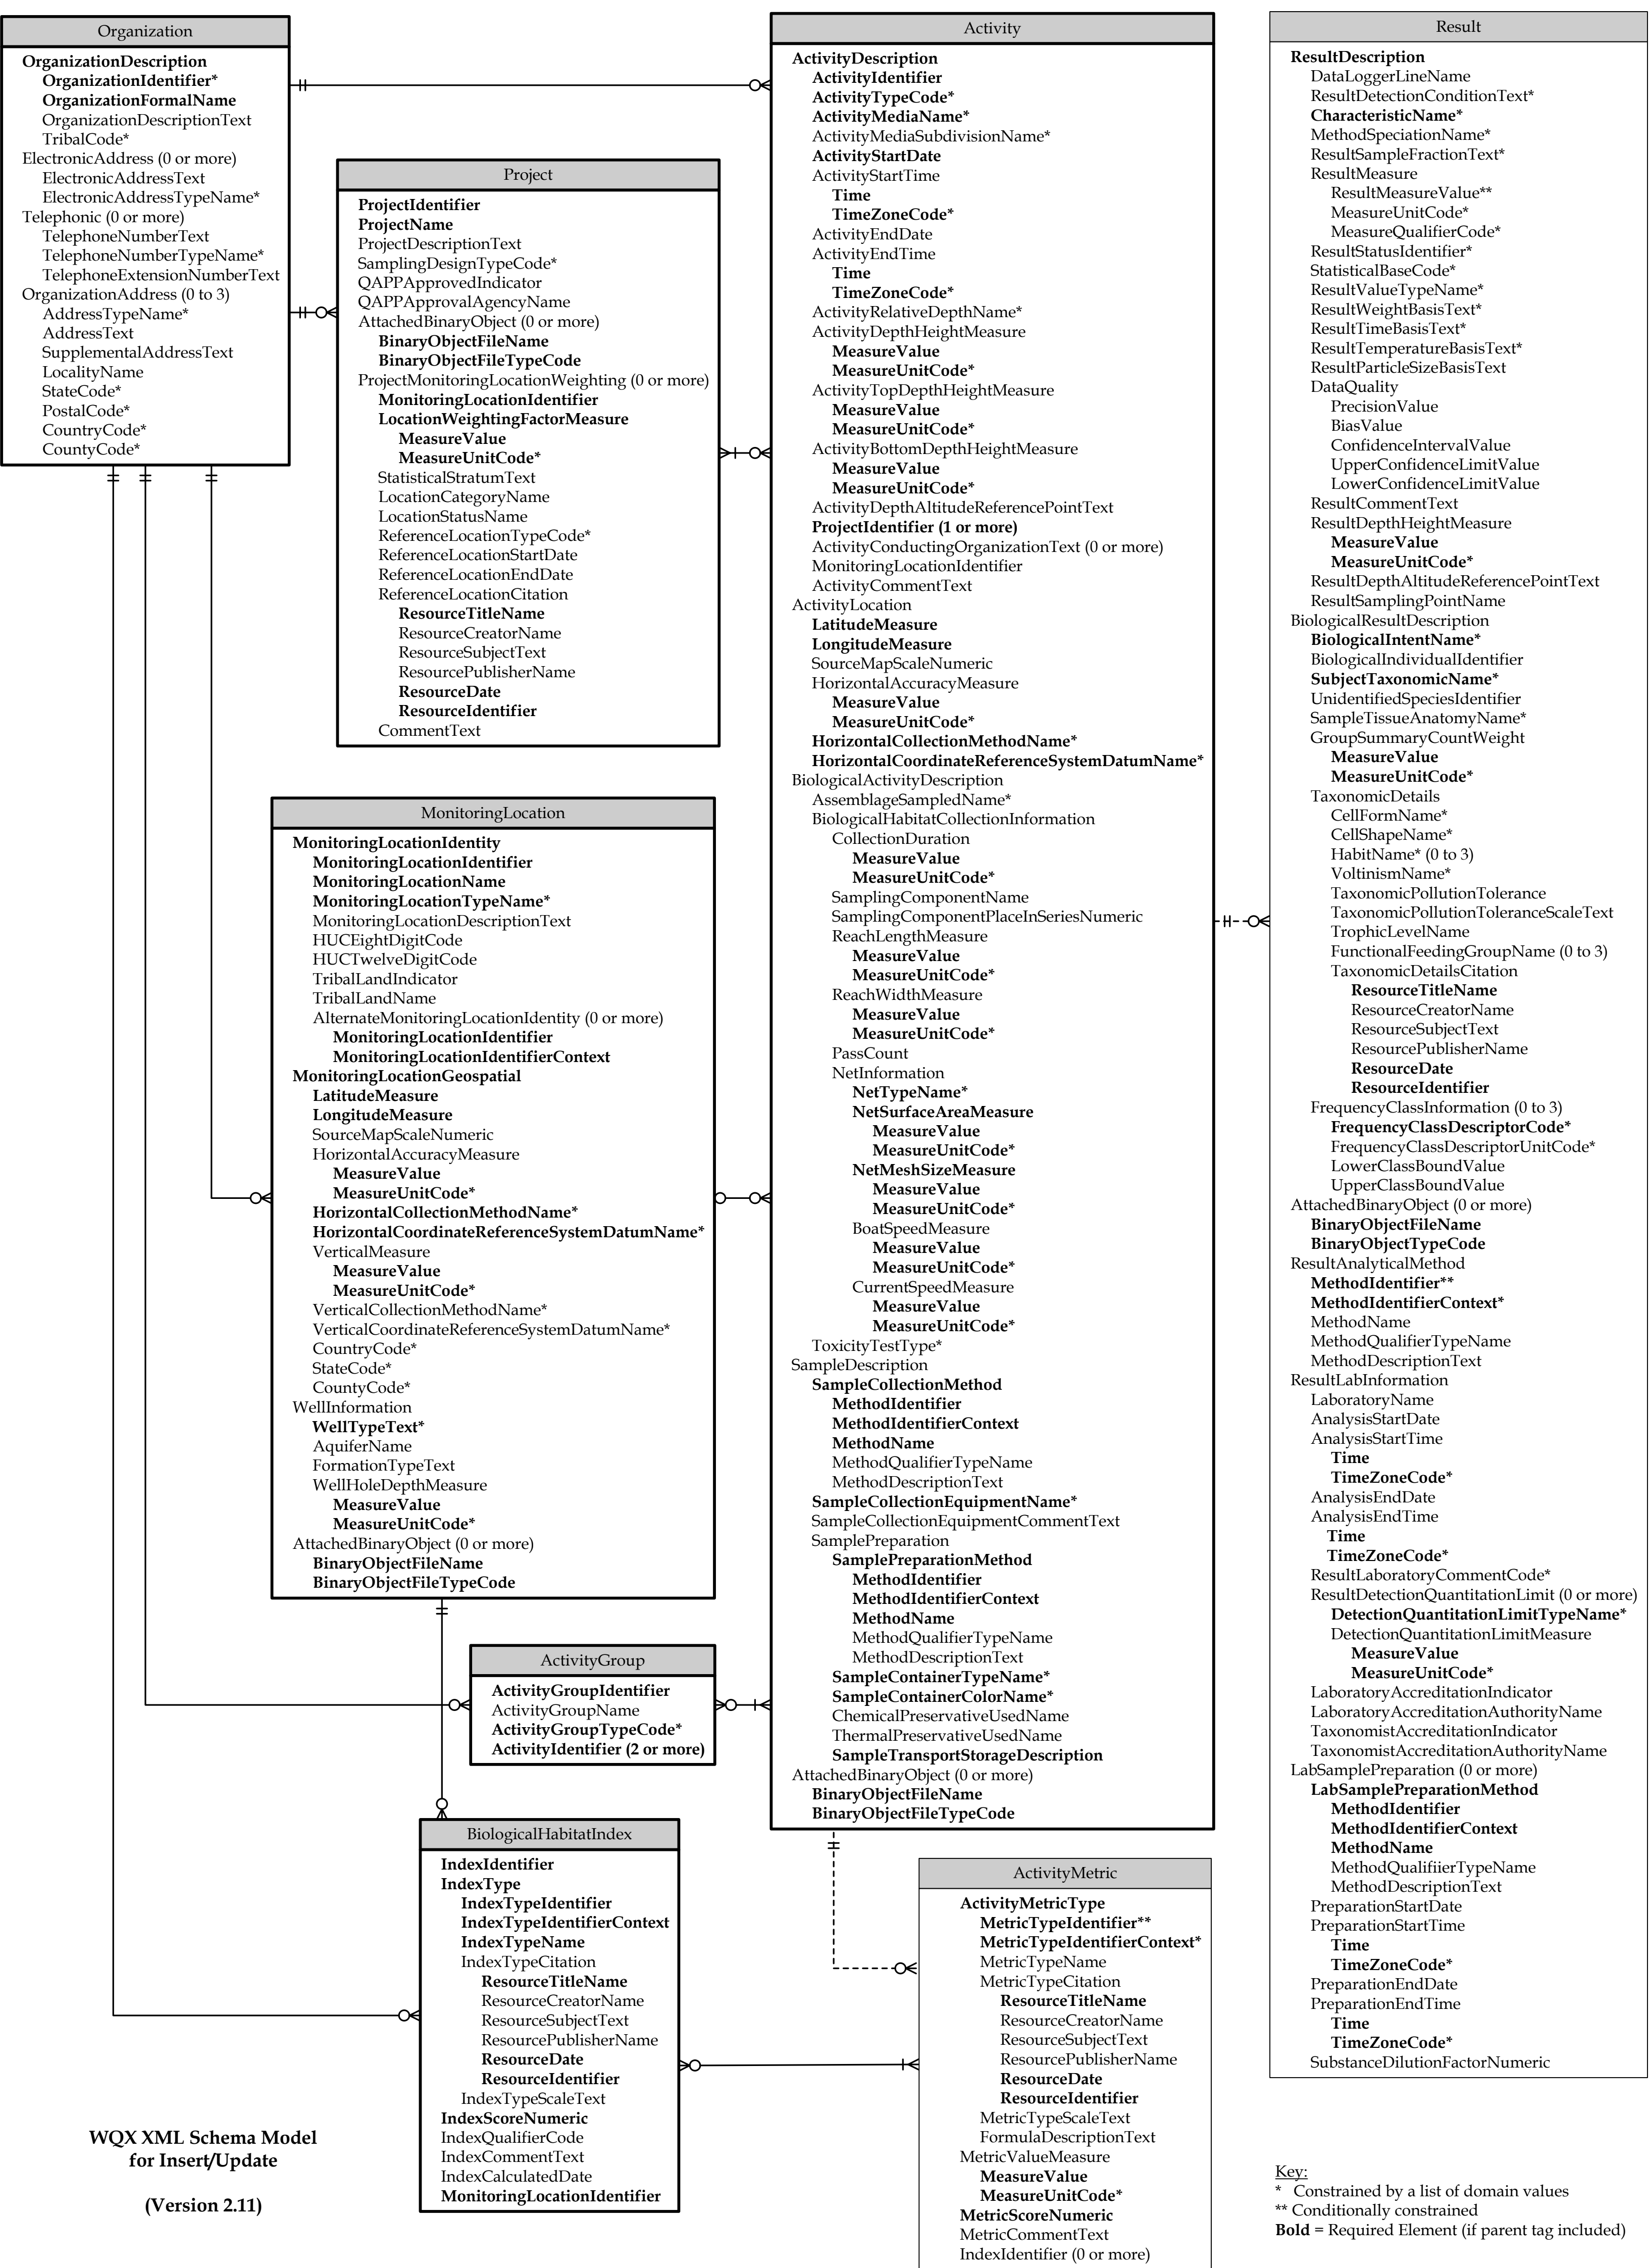 Organization
OrganizationDescription
OrganizationIdentifier*
OrganizationFormalName
OrganizationDescriptionText
TribalCode*
ElectronicAddress (0 or more)
ElectronicAddressText
ElectronicAddressTypeName*
Telephonic (0 or more)
TelephoneNumberText
TelephoneNumberTypeName*
TelephoneExtensionNumberText
OrganizationAddress (0 to 3)
AddressTypeName*
AddressText
SupplementalAddressText
LocalityName
StateCode*
PostalCode*
CountryCode*
CountyCode*
Project
ProjectIdentifier
ProjectName
ProjectDescriptionText
SamplingDesignTypeCode*
QAPPApprovedIndicator
QAPPApprovalAgencyName
AttachedBinaryObject (0 or more)
BinaryObjectFileName
BinaryObjectFileTypeCode
ProjectMonitoringLocationWeighting (0 or more)
MonitoringLocationIdentifier
LocationWeightingFactorMeasure
MeasureValue
MeasureUnitCode*
StatisticalStratumText
LocationCategoryName
LocationStatusName
ReferenceLocationTypeCode*
ReferenceLocationStartDate
ReferenceLocationEndDate
ReferenceLocationCitation
ResourceTitleName
ResourceCreatorName
ResourceSubjectText
ResourcePublisherName
ResourceDate
ResourceIdentifier
CommentText
MonitoringLocation
MonitoringLocationIdentity
MonitoringLocationIdentifier
MonitoringLocationName
MonitoringLocationTypeName*
MonitoringLocationDescriptionText
HUCEightDigitCode
HUCTwelveDigitCode
TribalLandIndicator
TribalLandName
AlternateMonitoringLocationIdentity (0 or more)
MonitoringLocationIdentifier
MonitoringLocationIdentifierContext
MonitoringLocationGeospatial
LatitudeMeasure
LongitudeMeasure
SourceMapScaleNumeric
HorizontalAccuracyMeasure
MeasureValue
MeasureUnitCode*
HorizontalCollectionMethodName*
HorizontalCoordinateReferenceSystemDatumName*
VerticalMeasure
MeasureValue
MeasureUnitCode*
VerticalCollectionMethodName*
VerticalCoordinateReferenceSystemDatumName*
CountryCode*
StateCode*
CountyCode*
WellInformation
WellTypeText*
AquiferName
FormationTypeText
WellHoleDepthMeasure
MeasureValue
MeasureUnitCode*
AttachedBinaryObject (0 or more)
BinaryObjectFileName
BinaryObjectFileTypeCode
ActivityGroup
ActivityGroupIdentifier
ActivityGroupName
ActivityGroupTypeCode*
ActivityIdentifier (2 or more)
BiologicalHabitatIndex
IndexIdentifier
IndexType
IndexTypeIdentifier
IndexTypeIdentifierContext
IndexTypeName
IndexTypeCitation
ResourceTitleName
ResourceCreatorName
ResourceSubjectText
ResourcePublisherName
ResourceDate
ResourceIdentifier
IndexTypeScaleText
IndexScoreNumeric
IndexQualifierCode
IndexCommentText
IndexCalculatedDate
MonitoringLocationIdentifier
WQX XML Schema Model
for Insert/Update
(Version 2.11)
Activity
ActivityDescription
ActivityIdentifier
ActivityTypeCode*
ActivityMediaName*
ActivityMediaSubdivisionName*
ActivityStartDate
ActivityStartTime
Time
TimeZoneCode*
ActivityEndDate
ActivityEndTime
Time
TimeZoneCode*
ActivityRelativeDepthName*
ActivityDepthHeightMeasure
MeasureValue
MeasureUnitCode*
ActivityTopDepthHeightMeasure
MeasureValue
MeasureUnitCode*
ActivityBottomDepthHeightMeasure
MeasureValue
MeasureUnitCode*
ActivityDepthAltitudeReferencePointText
ProjectIdentifier (1 or more)
ActivityConductingOrganizationText (0 or more)
MonitoringLocationIdentifier
ActivityCommentText
ActivityLocation
LatitudeMeasure
LongitudeMeasure
SourceMapScaleNumeric
HorizontalAccuracyMeasure
MeasureValue
MeasureUnitCode*
HorizontalCollectionMethodName*
HorizontalCoordinateReferenceSystemDatumName*
BiologicalActivityDescription
AssemblageSampledName*
BiologicalHabitatCollectionInformation
CollectionDuration
MeasureValue
MeasureUnitCode*
SamplingComponentName
SamplingComponentPlaceInSeriesNumeric
ReachLengthMeasure
MeasureValue
MeasureUnitCode*
ReachWidthMeasure
MeasureValue
MeasureUnitCode*
PassCount
NetInformation
NetTypeName*
NetSurfaceAreaMeasure
MeasureValue
MeasureUnitCode*
NetMeshSizeMeasure
MeasureValue
MeasureUnitCode*
BoatSpeedMeasure
MeasureValue
MeasureUnitCode*
CurrentSpeedMeasure
MeasureValue
MeasureUnitCode*
ToxicityTestType*
SampleDescription
SampleCollectionMethod
MethodIdentifier
MethodIdentifierContext
MethodName
MethodQualifierTypeName
MethodDescriptionText
SampleCollectionEquipmentName*
SampleCollectionEquipmentCommentText
SamplePreparation
SamplePreparationMethod
MethodIdentifier
MethodIdentifierContext
MethodName
MethodQualifierTypeName
MethodDescriptionText
SampleContainerTypeName*
SampleContainerColorName*
ChemicalPreservativeUsedName
ThermalPreservativeUsedName
SampleTransportStorageDescription
AttachedBinaryObject (0 or more)
BinaryObjectFileName
BinaryObjectFileTypeCode
ActivityMetric
ActivityMetricType
MetricTypeIdentifier**
MetricTypeIdentifierContext*
MetricTypeName
MetricTypeCitation
ResourceTitleName
ResourceCreatorName
ResourceSubjectText
ResourcePublisherName
ResourceDate
ResourceIdentifier
MetricTypeScaleText
FormulaDescriptionText
MetricValueMeasure
MeasureValue
MeasureUnitCode*
MetricScoreNumeric
MetricCommentText
IndexIdentifier (0 or more)
Result
ResultDescription
DataLoggerLineName
ResultDetectionConditionText*
CharacteristicName*
MethodSpeciationName*
ResultSampleFractionText*
ResultMeasure
ResultMeasureValue**
MeasureUnitCode*
MeasureQualifierCode*
ResultStatusIdentifier*
StatisticalBaseCode*
ResultValueTypeName*
ResultWeightBasisText*
ResultTimeBasisText*
ResultTemperatureBasisText*
ResultParticleSizeBasisText
DataQuality
PrecisionValue
BiasValue
ConfidenceIntervalValue
UpperConfidenceLimitValue
LowerConfidenceLimitValue
ResultCommentText
ResultDepthHeightMeasure
MeasureValue
MeasureUnitCode*
ResultDepthAltitudeReferencePointText
ResultSamplingPointName
BiologicalResultDescription
BiologicalIntentName*
BiologicalIndividualIdentifier
SubjectTaxonomicName*
UnidentifiedSpeciesIdentifier
SampleTissueAnatomyName*
GroupSummaryCountWeight
MeasureValue
MeasureUnitCode*
TaxonomicDetails
CellFormName*
CellShapeName*
HabitName* (0 to 3)
VoltinismName*
TaxonomicPollutionTolerance
TaxonomicPollutionToleranceScaleText
TrophicLevelName
FunctionalFeedingGroupName (0 to 3)
TaxonomicDetailsCitation
ResourceTitleName
ResourceCreatorName
ResourceSubjectText
ResourcePublisherName
ResourceDate
ResourceIdentifier
FrequencyClassInformation (0 to 3)
FrequencyClassDescriptorCode*
FrequencyClassDescriptorUnitCode*
LowerClassBoundValue
UpperClassBoundValue
AttachedBinaryObject (0 or more)
BinaryObjectFileName
BinaryObjectTypeCode
ResultAnalyticalMethod
MethodIdentifier**
MethodIdentifierContext*
MethodName
MethodQualifierTypeName
MethodDescriptionText
ResultLabInformation
LaboratoryName
AnalysisStartDate
AnalysisStartTime
Time
TimeZoneCode*
AnalysisEndDate
AnalysisEndTime
Time
TimeZoneCode*
ResultLaboratoryCommentCode*
ResultDetectionQuantitationLimit (0 or more)
DetectionQuantitationLimitTypeName*
DetectionQuantitationLimitMeasure
MeasureValue
MeasureUnitCode*
LaboratoryAccreditationIndicator
LaboratoryAccreditationAuthorityName
TaxonomistAccreditationIndicator
TaxonomistAccreditationAuthorityName
LabSamplePreparation (0 or more)
LabSamplePreparationMethod
MethodIdentifier
MethodIdentifierContext
MethodName
MethodQualifiierTypeName
MethodDescriptionText
PreparationStartDate
PreparationStartTime
Time
TimeZoneCode*
PreparationEndDate
PreparationEndTime
Time
TimeZoneCode*
SubstanceDilutionFactorNumeric
Key:
* Constrained by a list of domain values
** Conditionally constrained
Bold = Required Element (if parent tag included)